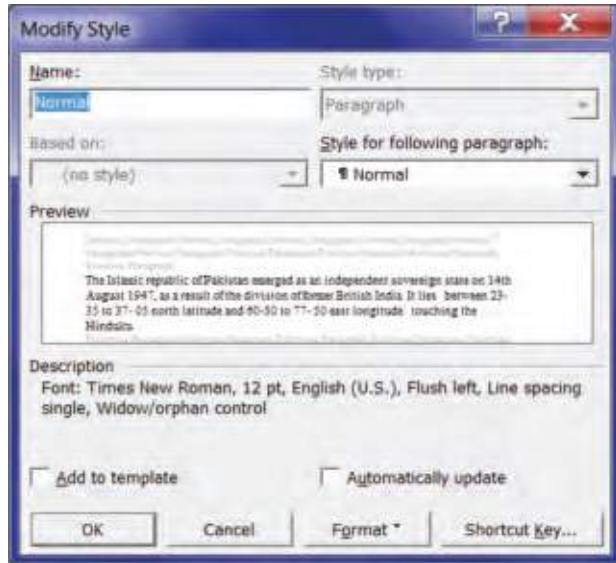 Modify Style
Name:
Style type:
Normal
Paragraph
Based on:
Style for following paragraph:
(no style)
¶ Normal
Preview
The Islamic republic of Pakistan emerged as an independent sovereign state on 14th
August 1947, as a result of the division of former British India. It lies between 23-
35 to 37-05 north latitude and 60-50 to 77-50 east longitude touching the
Hinduku
Description
Font: Times New Roman, 12 pt, English (U.S.), Flush left, Line spacing
single, Widow/orphan control
Add to template
Automatically update
OK
Cancel
Format
Shortcut Key...